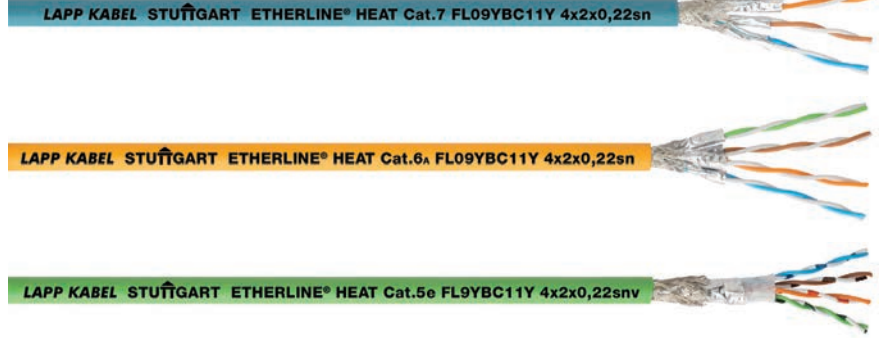 LAPP KABEL STUTTGART ETHERLINE® HEAT Cat.7 FL09YBC11Y 4x2x0,22sn
LAPP KABEL STUTTGART ETHERLINE® HEAT Cat.6A FL09YBC11Y 4x2x0,22sn
LAPP KABEL STUTTGART ETHERLINE® HEAT Cat.5e FL9YBC11Y 4x2x0,22snv